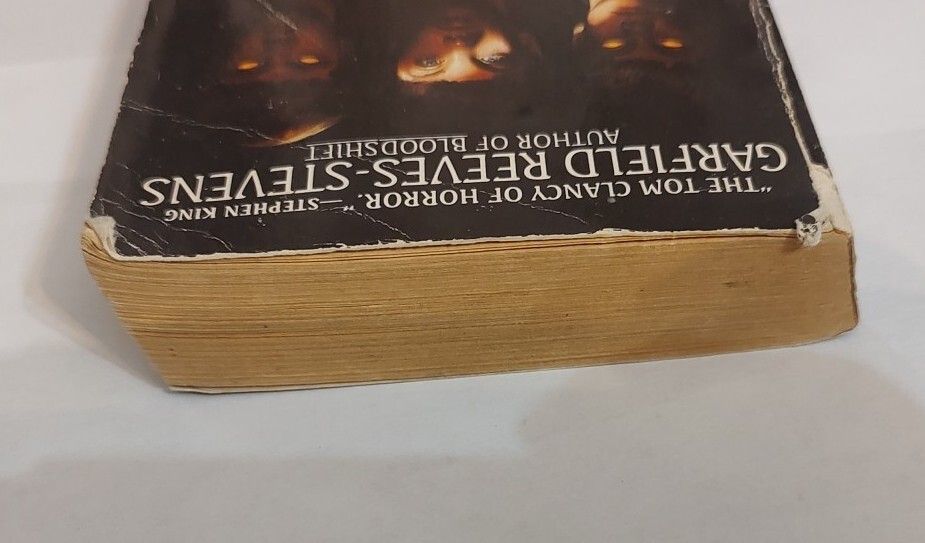 "THE TOM CLANCY OF HORROR."
—STEPHEN KING
GARFIELD REEVES-STEVENS
AUTHOR OF BLOODSHIFT